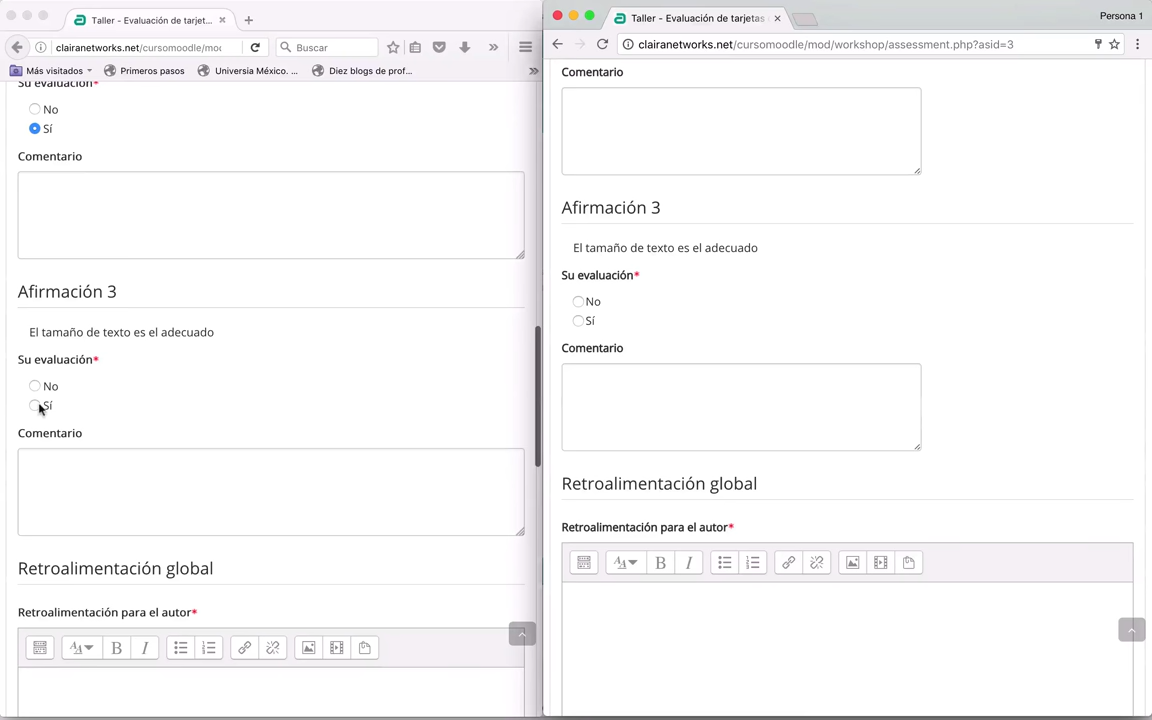 Taller - Evaluación de tarjet...
clairanetworks.net/cursomoodle/moc
Buscar
Más visitados
Primeros pasos
Universia México. ...
Diez blogs de prof...
Su evaluación*
No
Sí
Comentario
Afirmación 3
El tamaño de texto es el adecuado
Su evaluación*
No
Sí
Comentario
Retroalimentación global
Retroalimentación para el autor*
B I
Taller - Evaluación de tarjetas
Persona 1
clairanetworks.net/cursomoodle/mod/workshop/assessment.php?asid=3
Comentario
Afirmación 3
El tamaño de texto es el adecuado
Su evaluación*
No
Sí
Comentario
Retroalimentación global
Retroalimentación para el autor*
B I